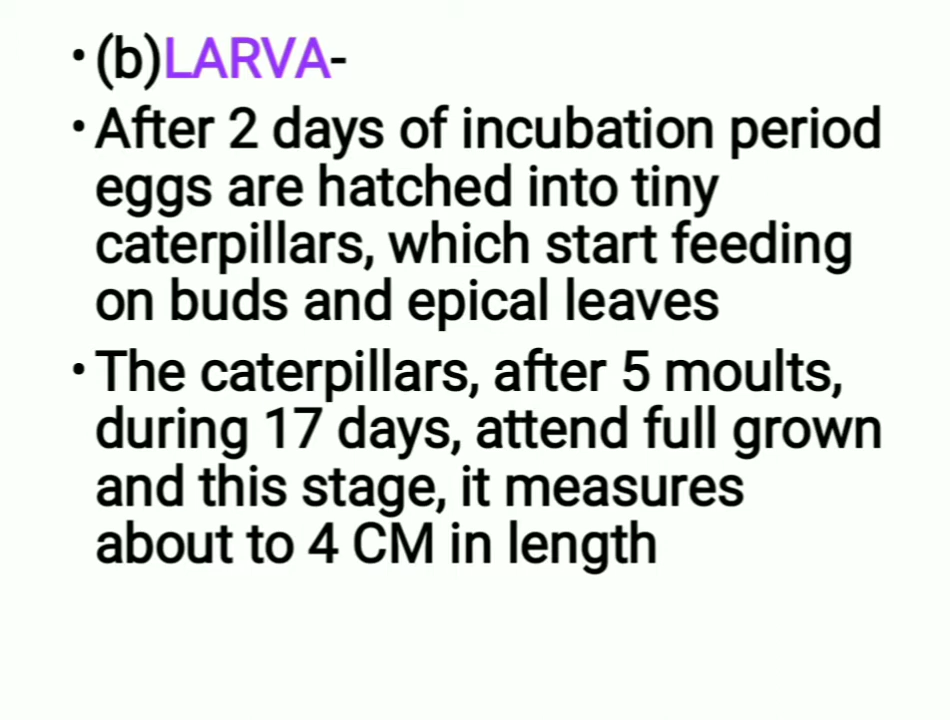 • (b)LARVA-
• After 2 days of incubation period
eggs are hatched into tiny
caterpillars, which start feeding
on buds and epical leaves
• The caterpillars, after 5 moults,
during 17 days, attend full grown
and this stage, it measures
about to 4 CM in length